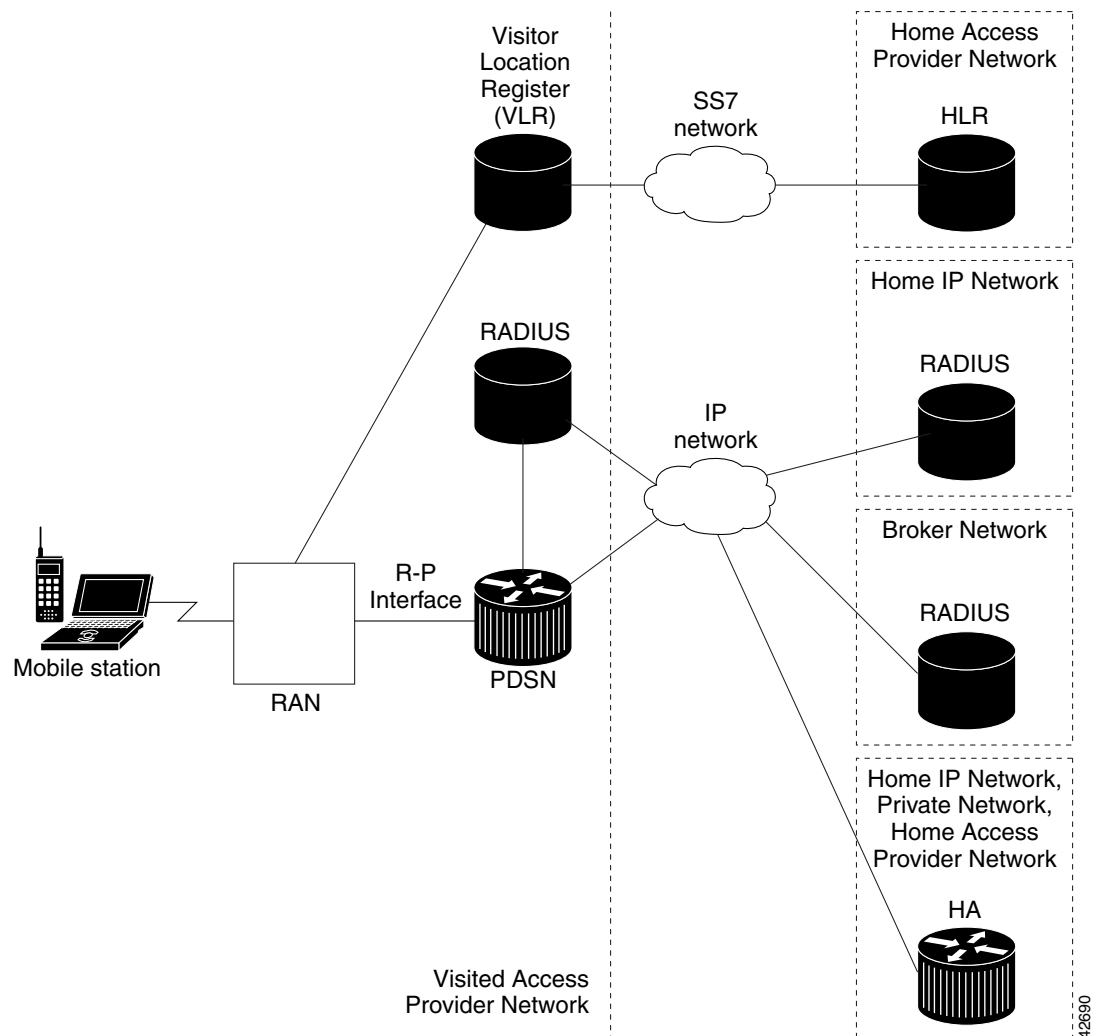 Visitor
Location
Register
(VLR)
SS7
network
Home Access
Provider Network
HLR
Home IP Network
RADIUS
RADIUS
IP
network
Broker Network
RADIUS
R-P
Interface
Mobile station
RAN
PDSN
Home IP Network,
Private Network,
Home Access
Provider Network
HA
Visited Access
Provider Network
42690